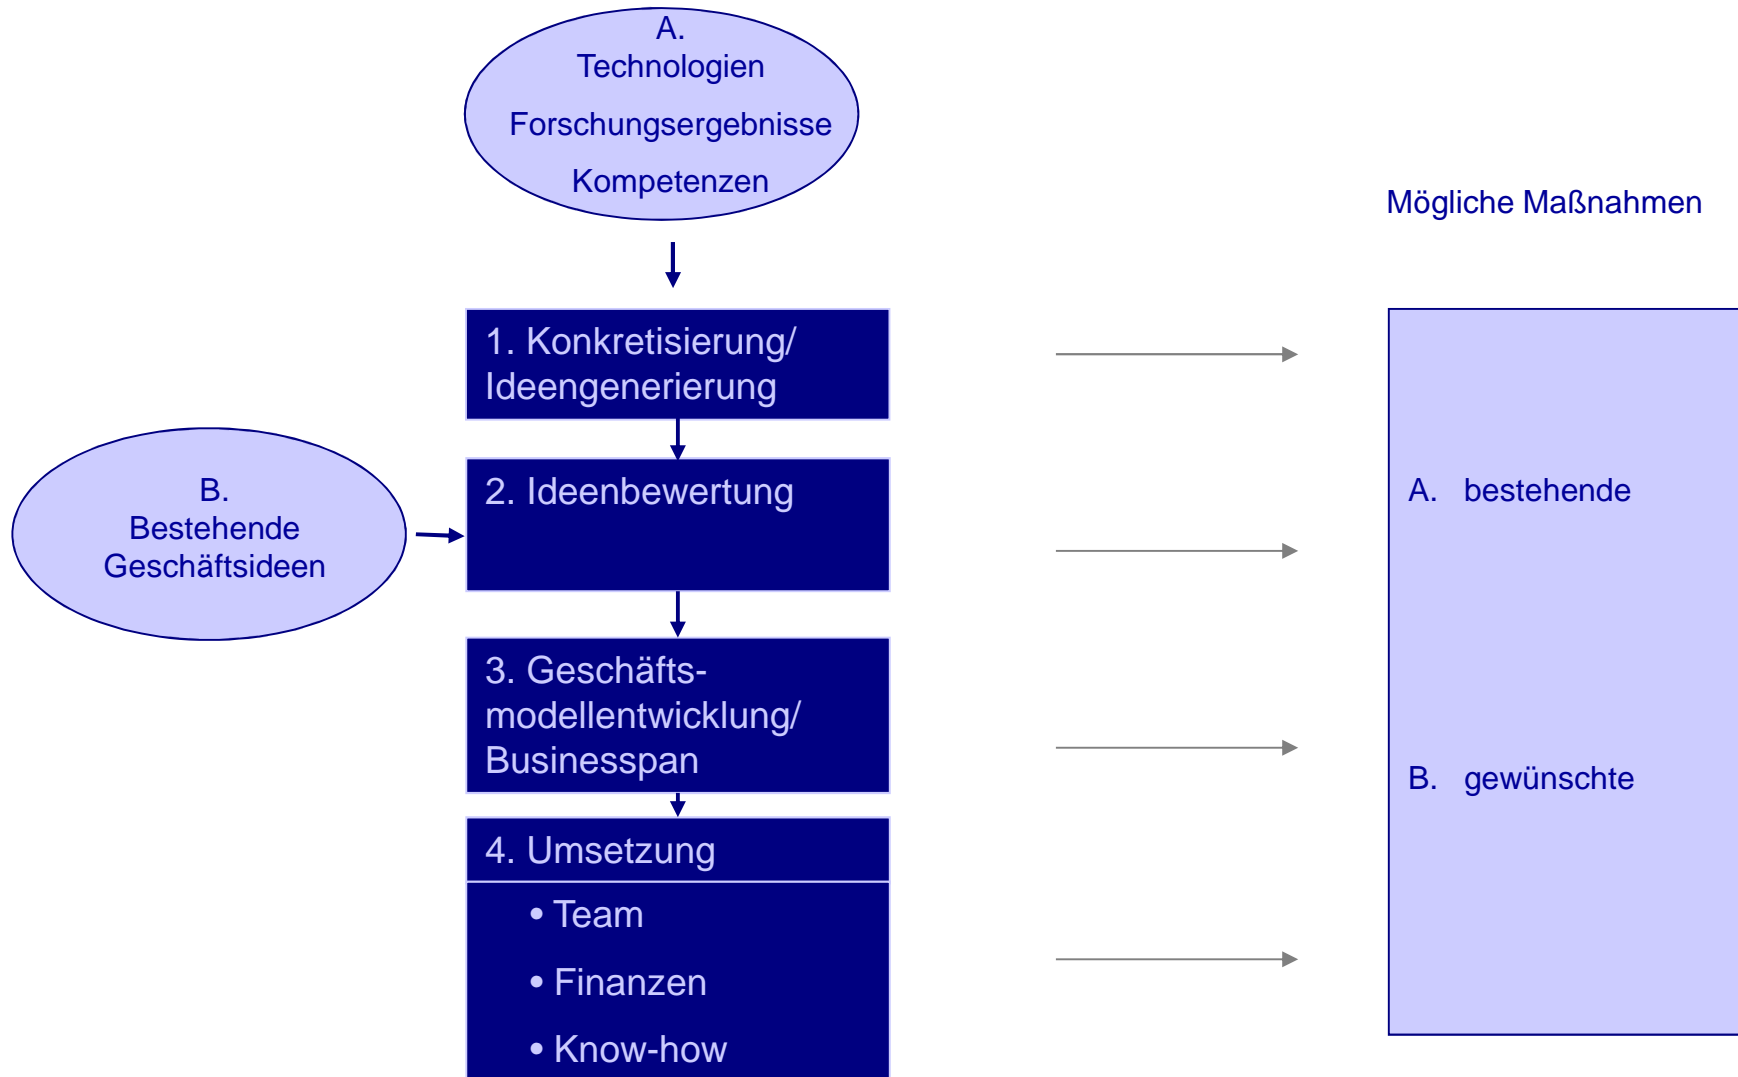 A.
Technologien
Forschungsergebnisse
Kompetenzen
Mögliche Maßnahmen
1. Konkretisierung/
Ideengenerierung
B.
Bestehende
Geschäftsideen
2. Ideenbewertung
A. bestehende
3. Geschäfts-
modellentwicklung/
Businesspan
B. gewünschte
4. Umsetzung
• Team
• Finanzen
• Know-how